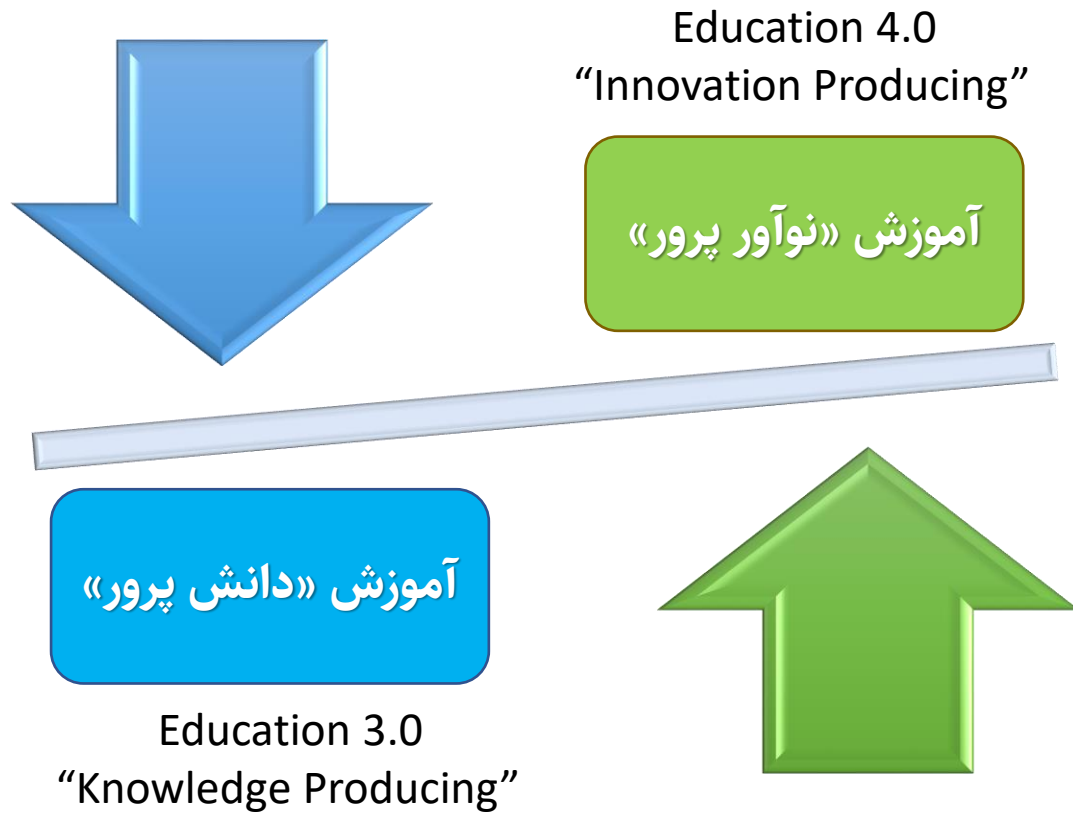 Education 4.0
“Innovation Producing”
آموزش «نوآور پرور»
آموزش «دانش پرور»
Education 3.0
“Knowledge Producing”